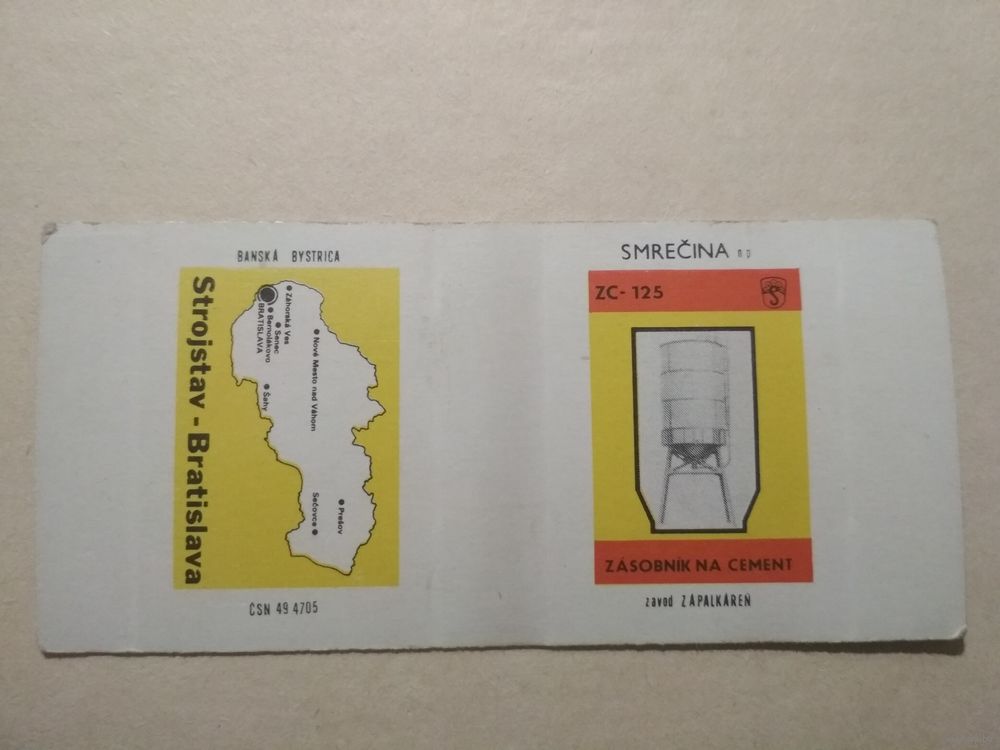 BANSKÁ BYSTRICA
Strojstav - Bratislava
Záhorská Ves
BRATISLAVA
Bernolákovo
Senec
Nové Mesto nad Váhom
Šahy
Sečovce
Prešov
ČSN 49 4705
SMREČINA n p
ZC- 125
ZÁSOBNÍK NA CEMENT
závod ZÁPALKÁREŇ